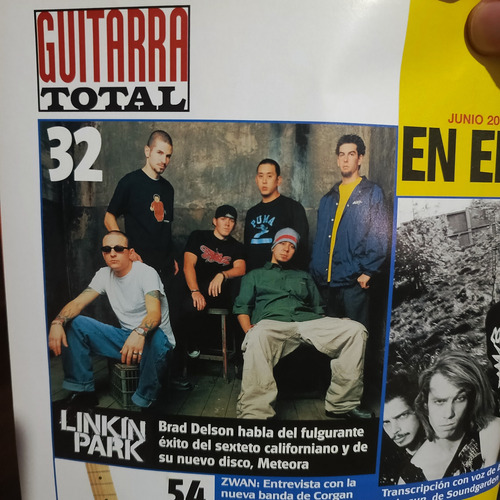 GUITARRA
TOTAL
32
JUNIO 20
EN E
PUMA
LINKIN
PARK
Brad Delson habla del fulgurante
éxito del sexteto californiano y de
su nuevo disco, Meteora
54
ZWAN: Entrevista con la
nueva banda de Corgan
Transcripción con voz de
de Soundgarde